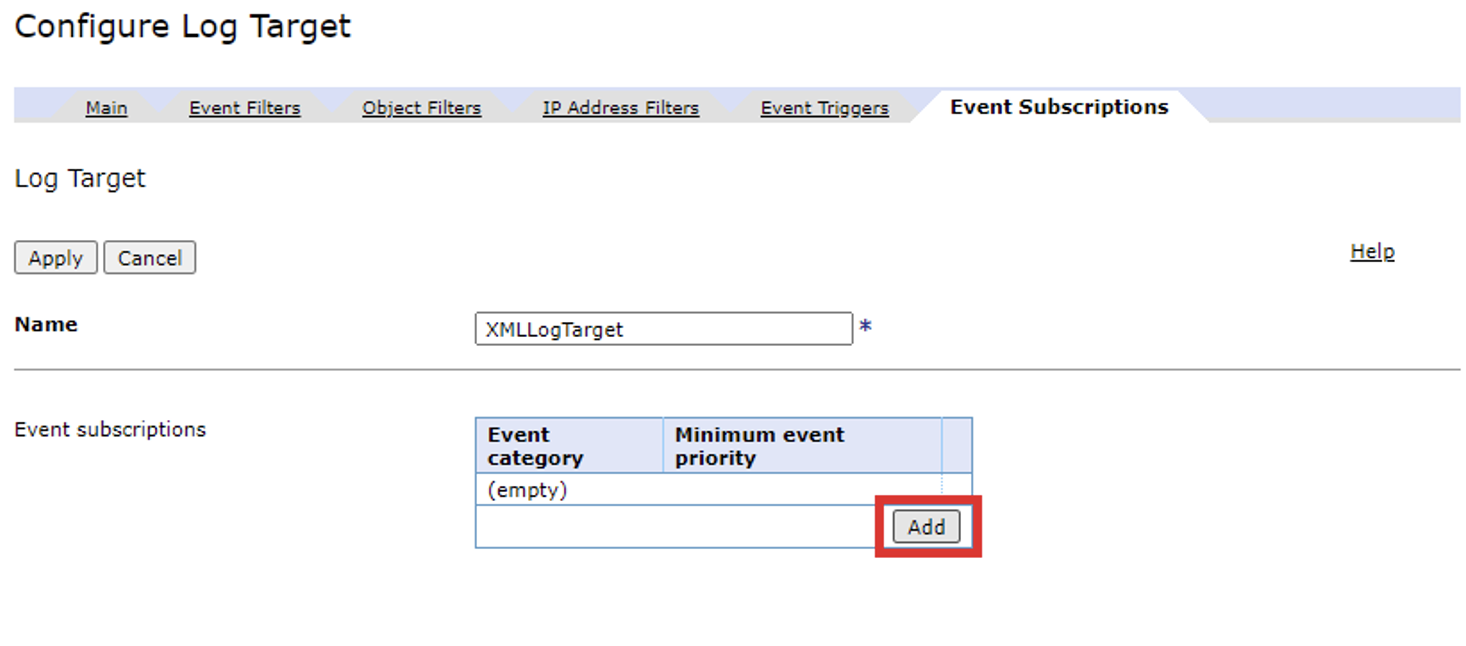 Configure Log Target
Main Event Filters Object Filters IP Address Filters Event Triggers Event Subscriptions
Log Target
Apply Cancel Help
Name XMLLogTarget *
Event subscriptions
Event category Minimum event priority
(empty)
Add